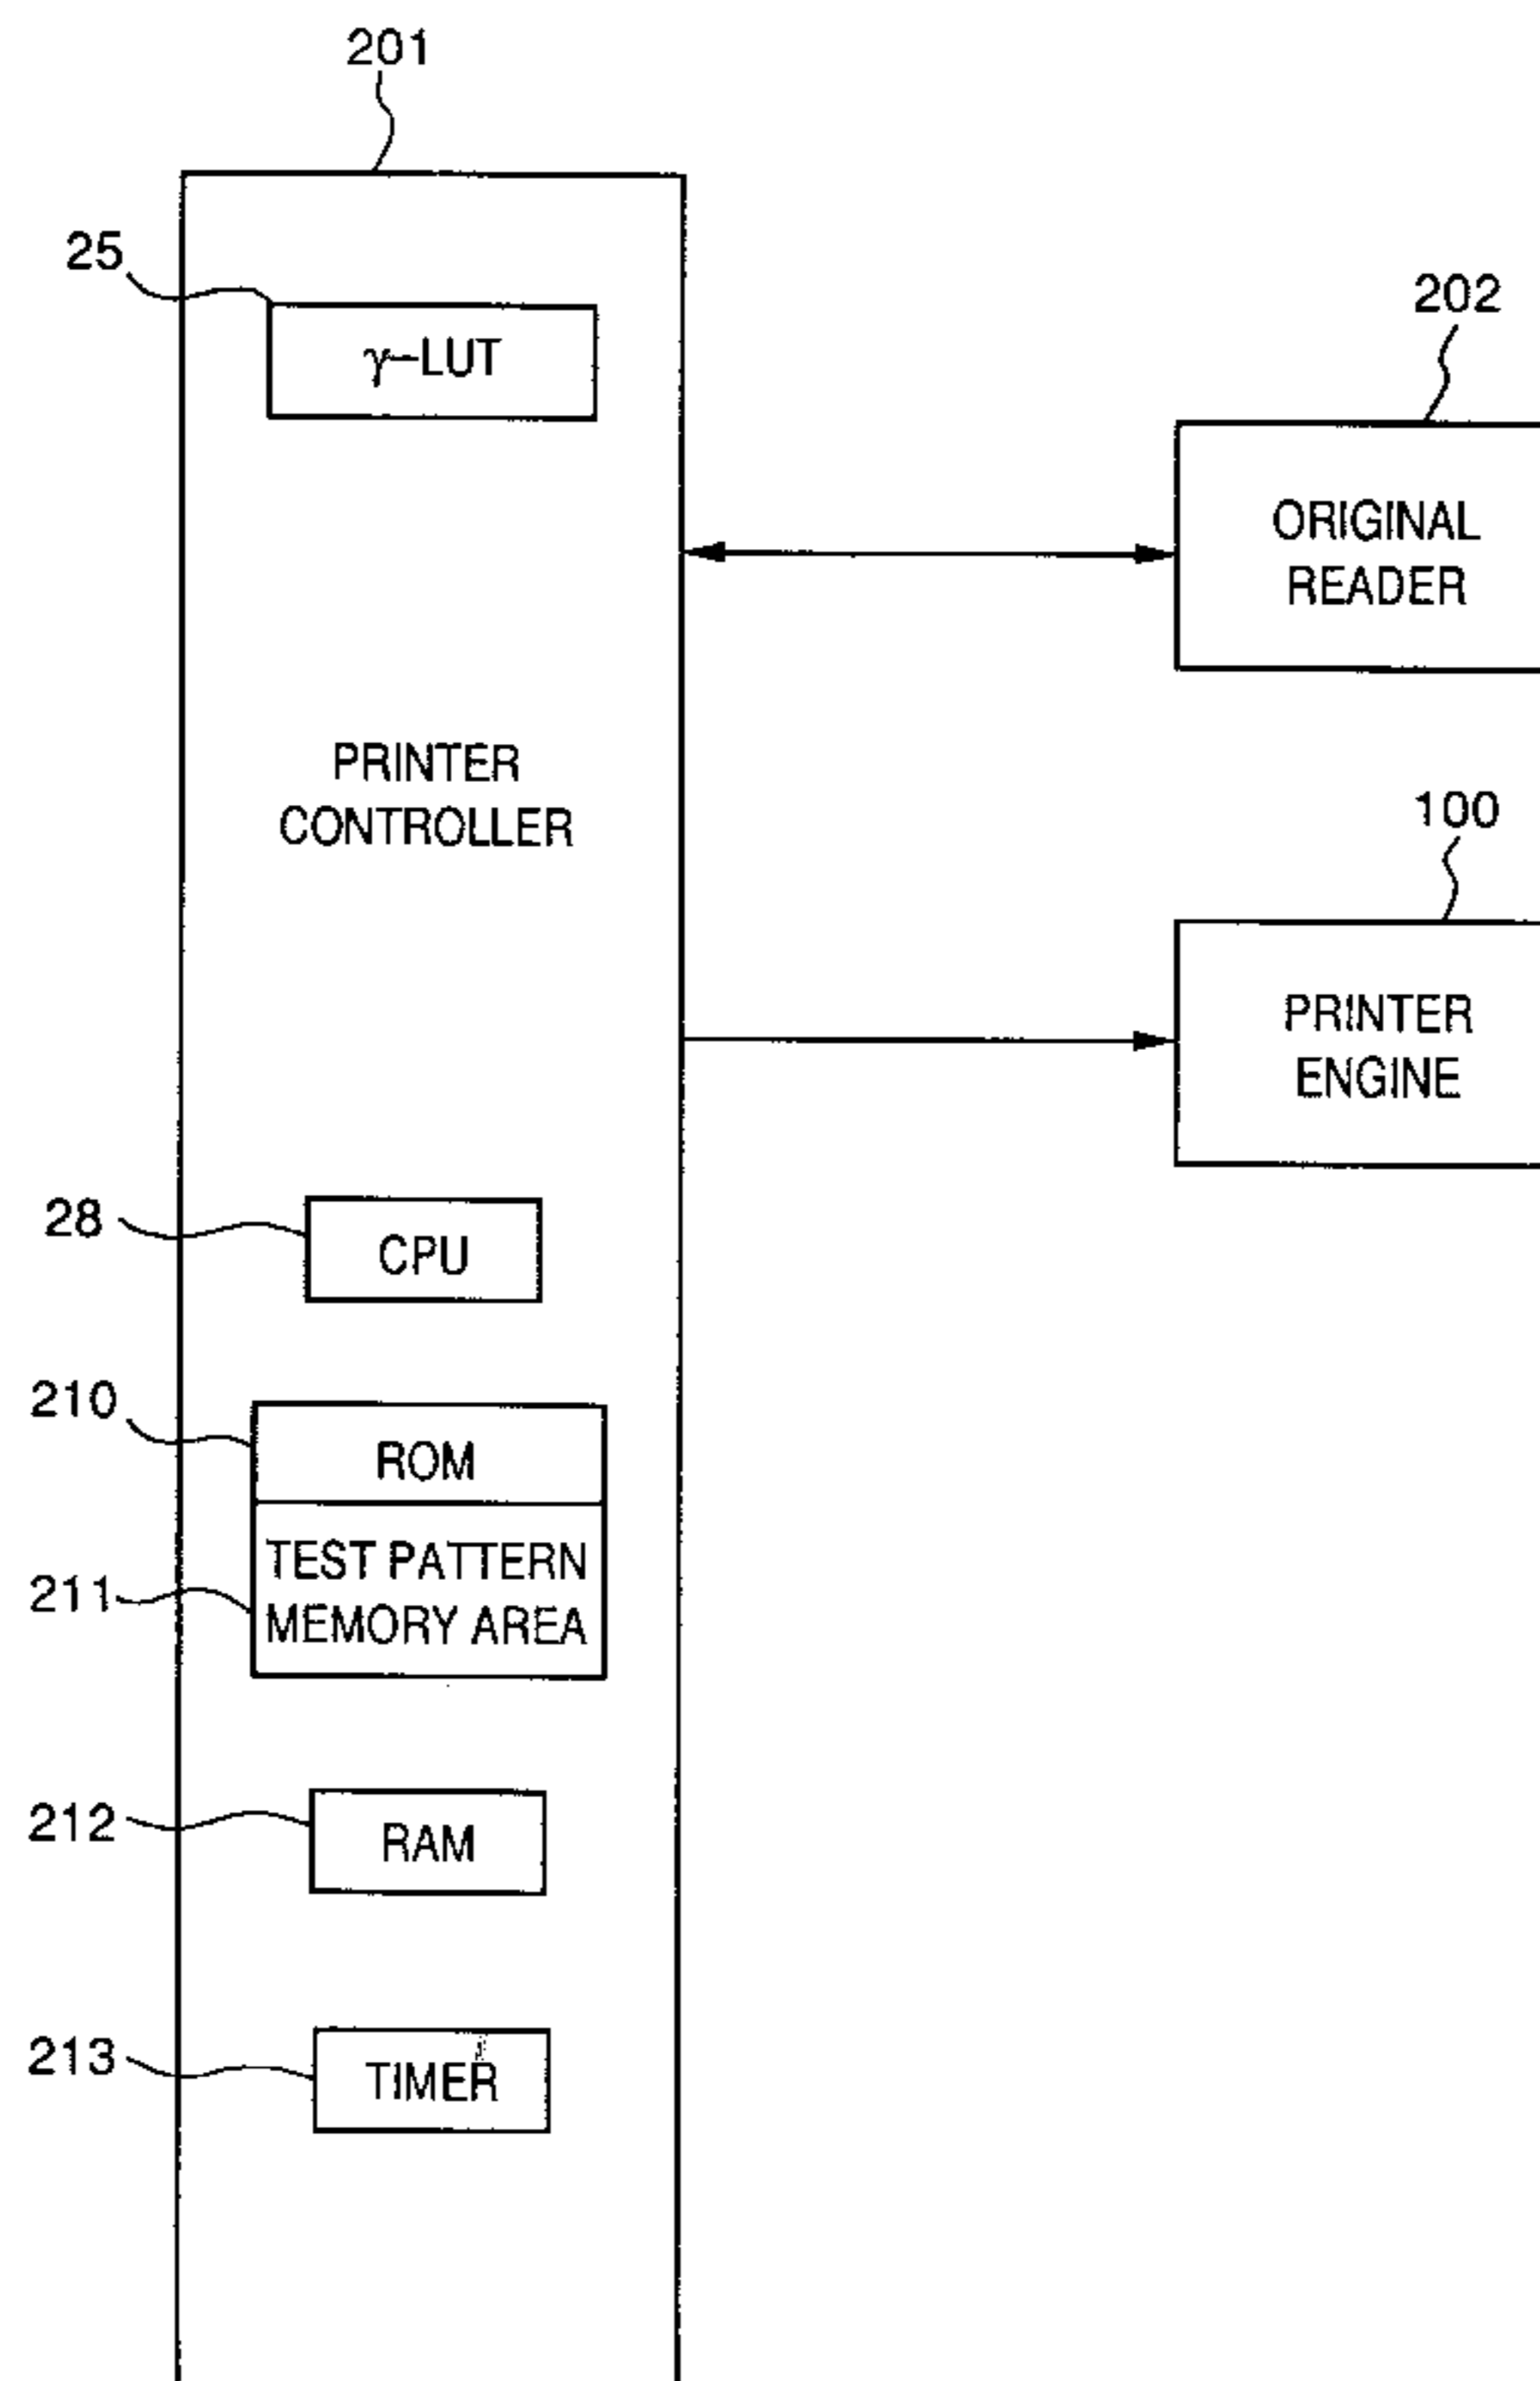 201
25
γ-LUT
202
ORIGINAL
READER
PRINTER
CONTROLLER
100
PRINTER
ENGINE
28
CPU
210
ROM
211
TEST PATTERN
MEMORY AREA
212
RAM
213
TIMER